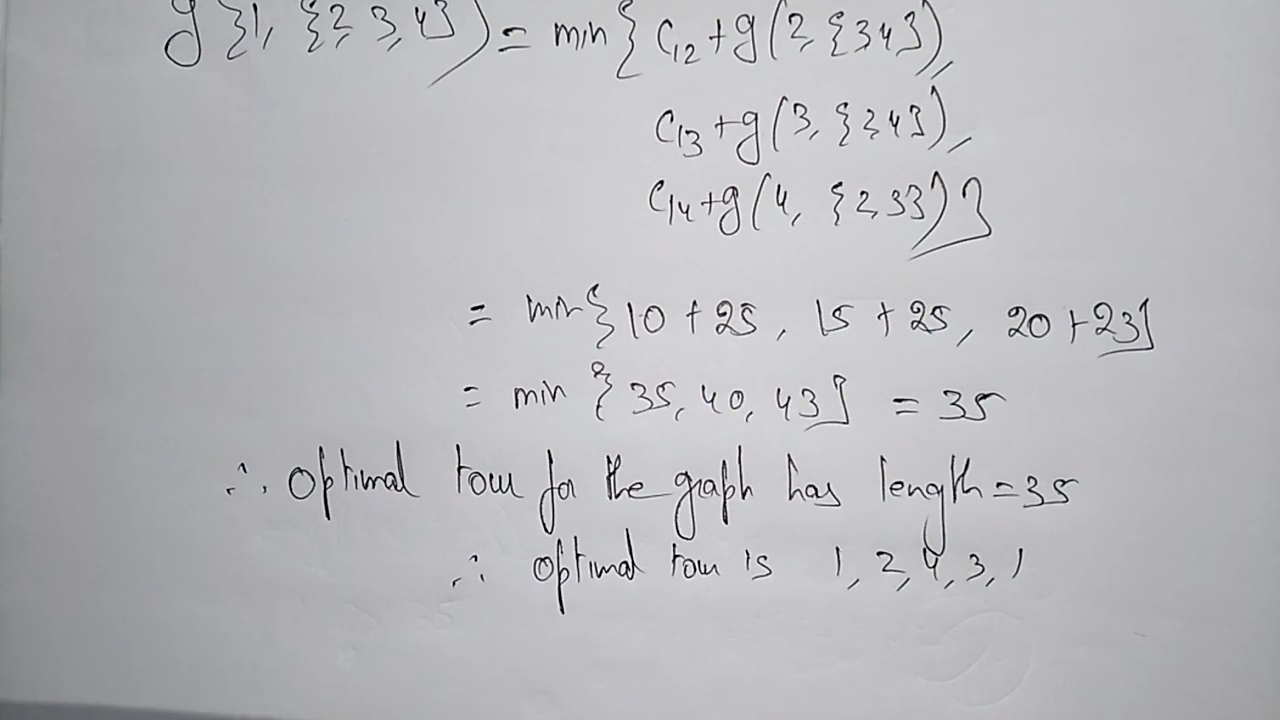 g{1, {2, 3, 4}) = min { C12 + g(2, {34}),
C13 + g(3, {2,4}),
C14 + g(4, {2,3}) }
= min { 10 + 25, 15 + 25, 20 + 23}
= min { 35, 40, 43} = 35
∴ optimal tour for the graph has length = 35
∴ optimal tour is 1, 2, 4, 3, 1